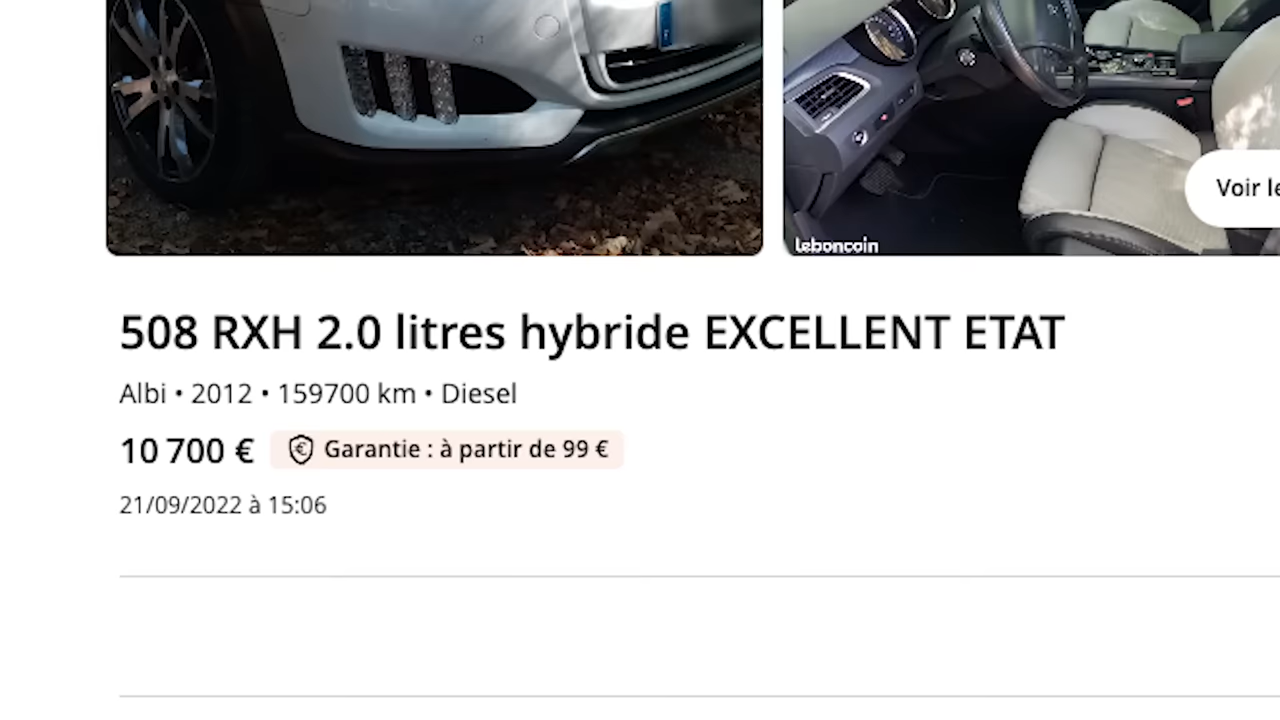 Voir le
leboncoin
508 RXH 2.0 litres hybride EXCELLENT ETAT
Albi • 2012 • 159700 km • Diesel
10 700 € Garantie : à partir de 99 €
21/09/2022 à 15:06